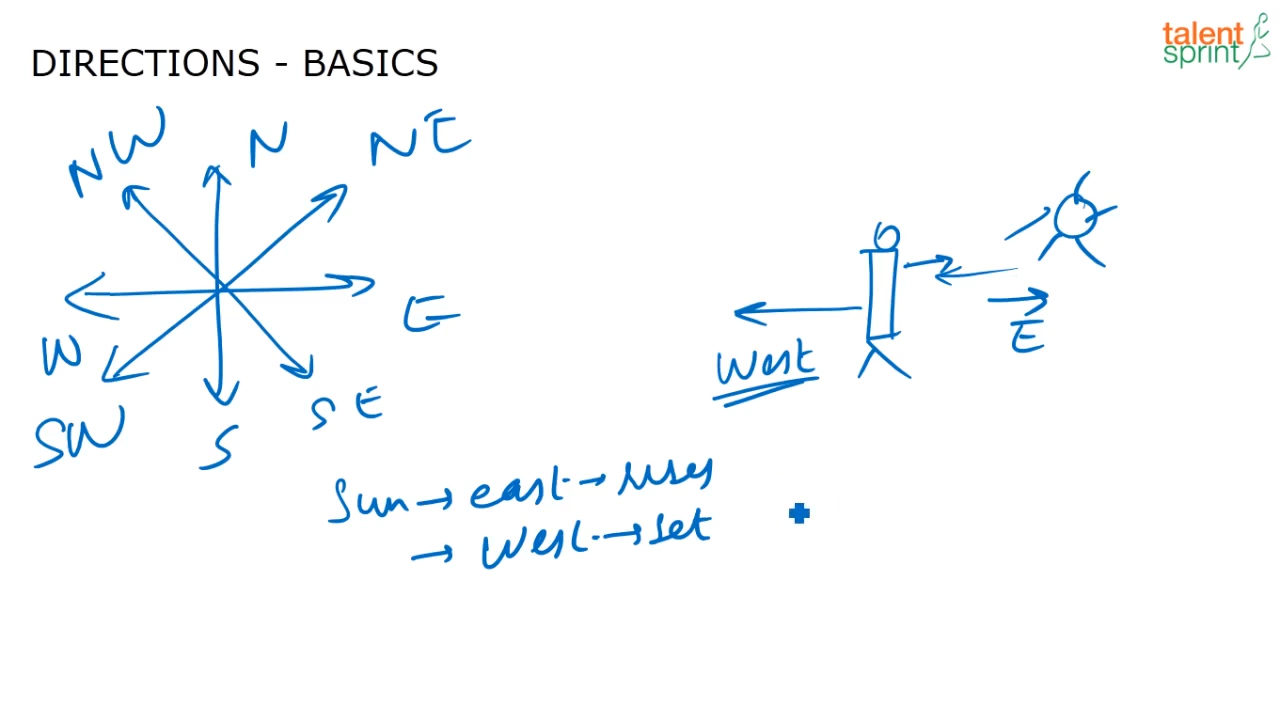 talent
sprint
DIRECTIONS - BASICS
NW N NE
W E
SW S SE
West E
Sun → east → rises
→ West → set